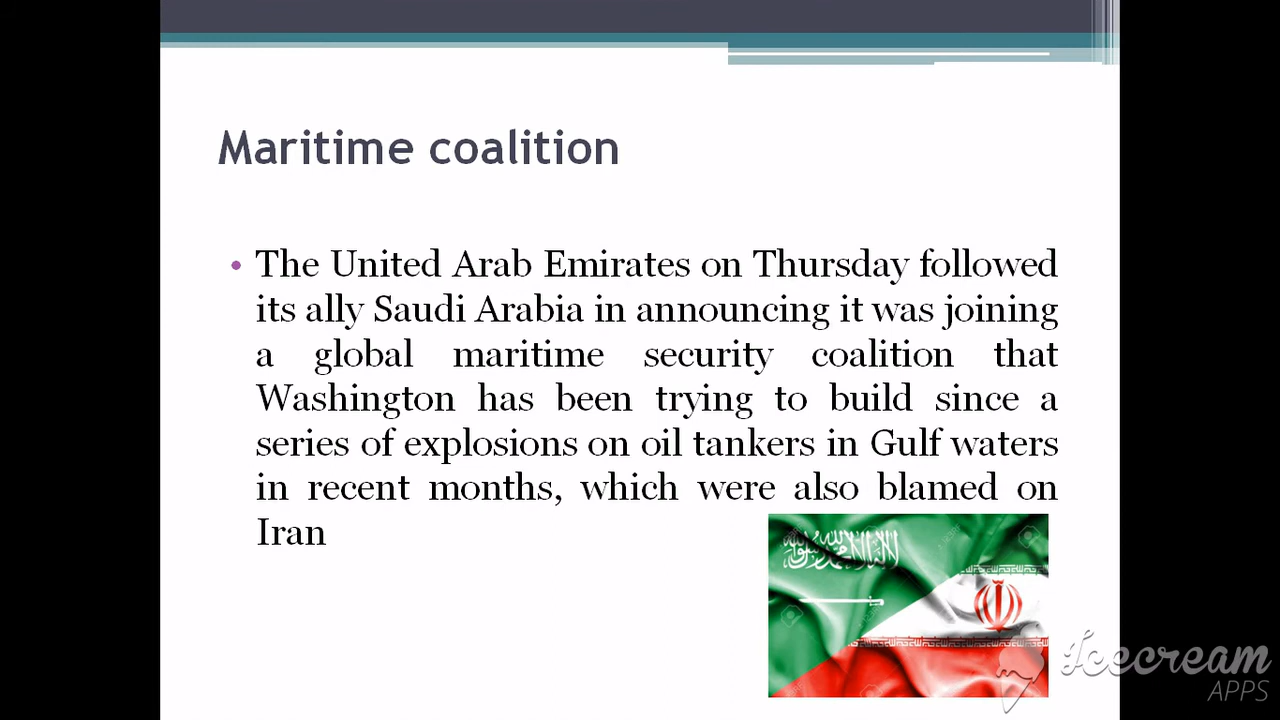 Maritime coalition
• The United Arab Emirates on Thursday followed
its ally Saudi Arabia in announcing it was joining
a global maritime security coalition that
Washington has been trying to build since a
series of explosions on oil tankers in Gulf waters
in recent months, which were also blamed on
Iran
Icecream
APPS